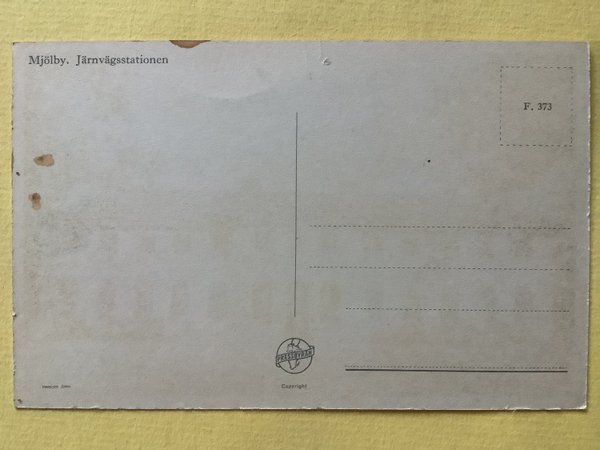 Mjölby. Järnvägsstationen
F. 373
PRESSBYRÅN
Copyright